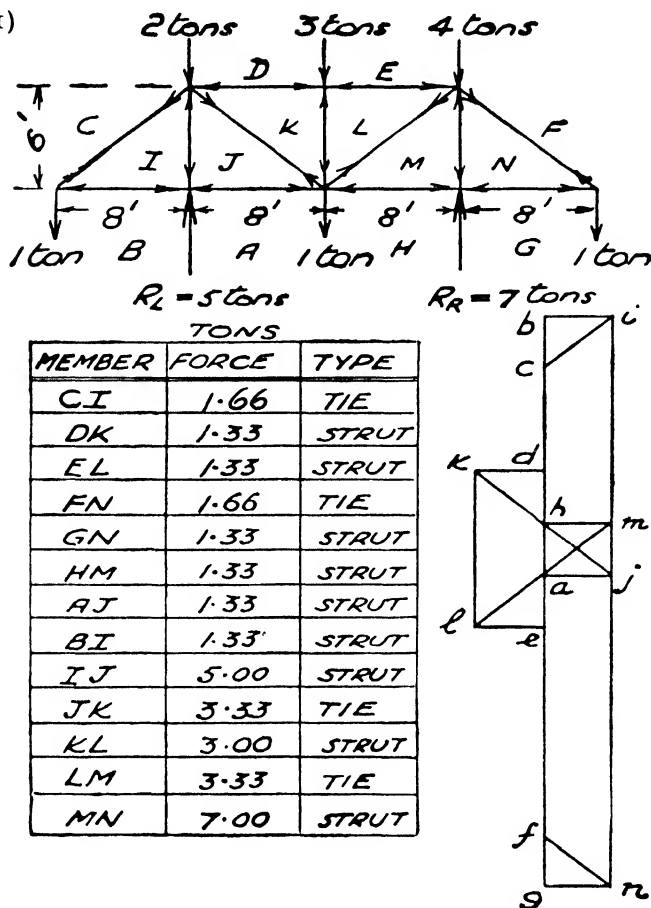 x)
2 tons 3 tons 4 tons
D E
6'
C K L F
I J M N
8' 8' 8' 8'
1 ton B A 1 ton H G 1 ton
R_L = 5 tons R_R = 7 tons
TONS
MEMBER FORCE TYPE
CI 1·66 TIE
DK 1·33 STRUT
EL 1·33 STRUT
FN 1·66 TIE
GN 1·33 STRUT
HM 1·33 STRUT
AJ 1·33 STRUT
BI 1·33 STRUT
IJ 5·00 STRUT
JK 3·33 TIE
KL 3·00 STRUT
LM 3·33 TIE
MN 7·00 STRUT
b i
c
k d
h m
a j
l e
f
g n